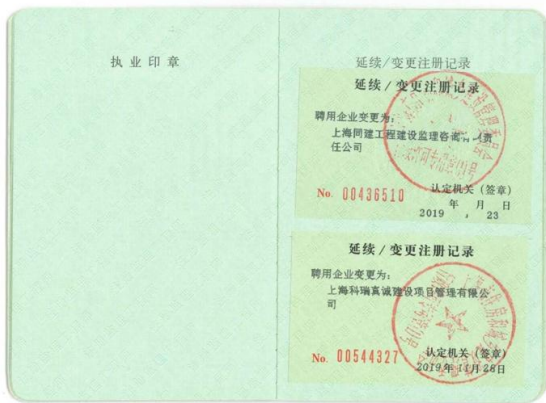 执业印章
延续/变更注册记录
延续/变更注册记录
聘用企业变更为:
上海同建工程建设监理咨询有 责
任公司
No. 00436510
认定机关(签章)
年 月 日
2019 23
延续/变更注册记录
聘用企业变更为:
上海科瑞真诚建设项目管理有限公
司
No. 00544327
认定机关(签章)
2019年11月28日